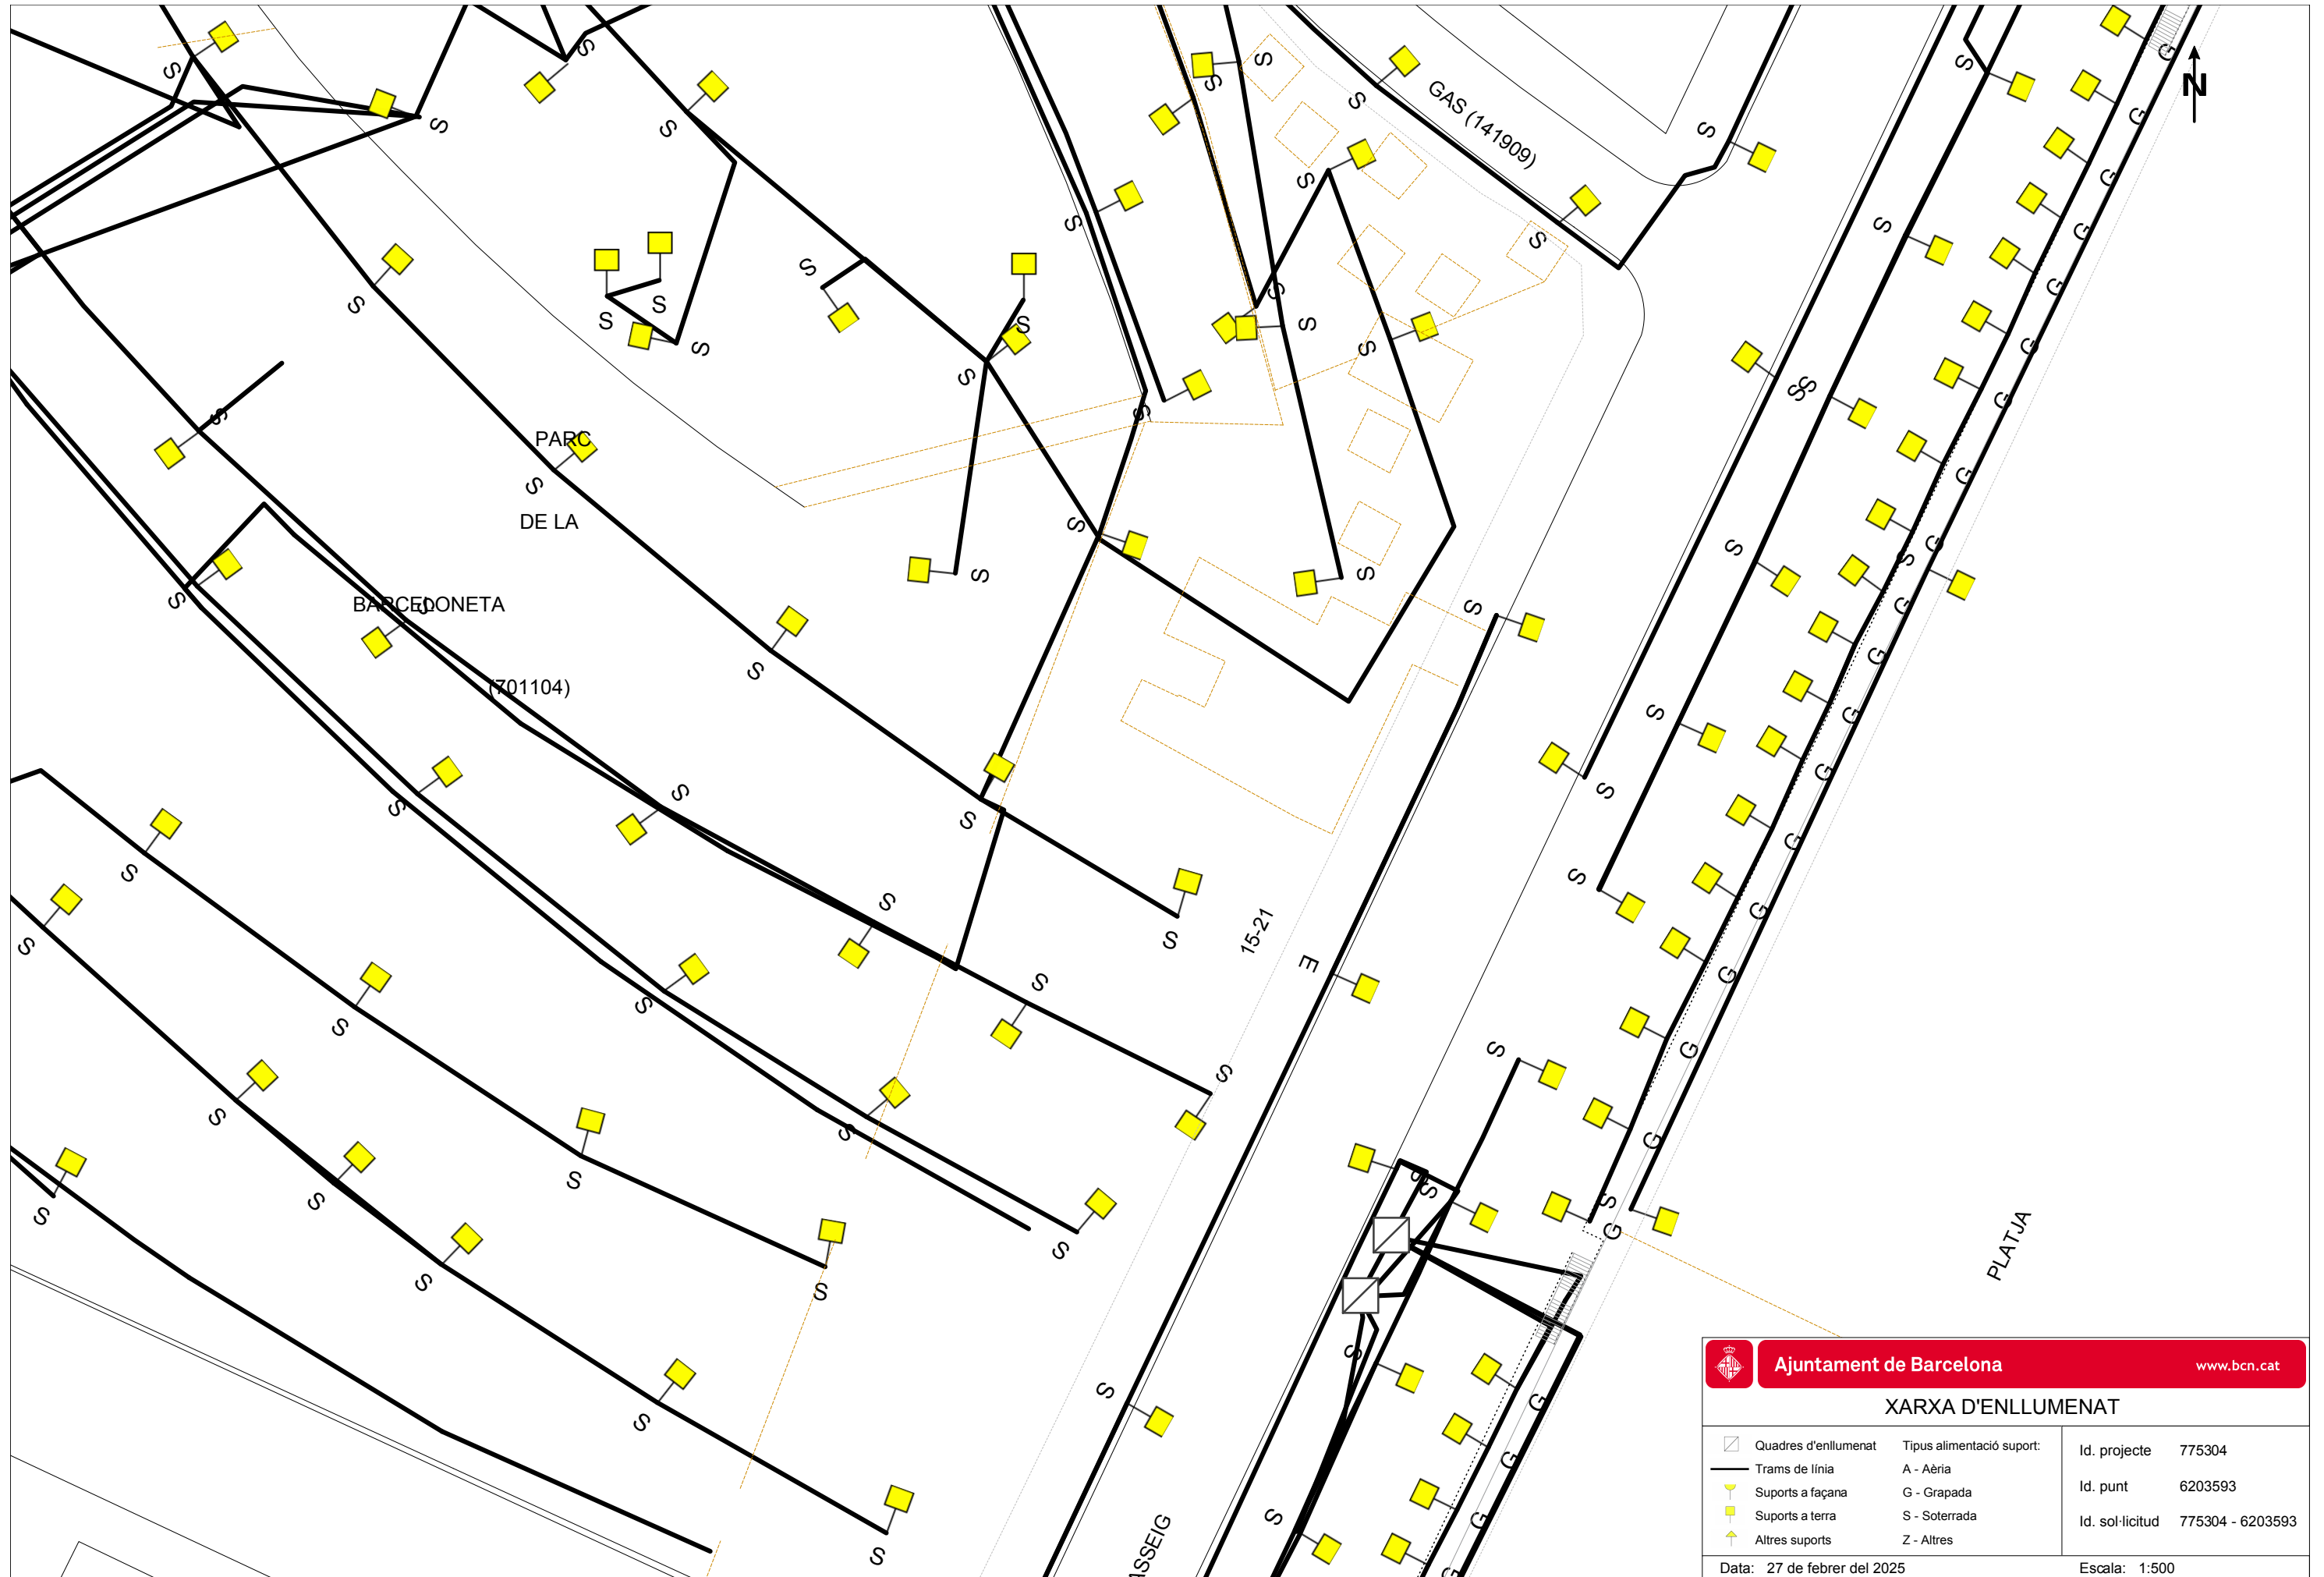 GAS (141909)
N
PARC
DE LA
BARCELONETA
(701104)
15-21
E
PLATJA
ASSEIG
Ajuntament de Barcelona
www.bcn.cat
XARXA D'ENLLUMENAT
Quadres d'enllumenat
Trams de línia
Suports a façana
Suports a terra
Altres suports
Tipus alimentació suport:
A - Aèria
G - Grapada
S - Soterrada
Z - Altres
Id. projecte 775304
Id. punt 6203593
Id. sol·licitud 775304 - 6203593
Data: 27 de febrer del 2025
Escala: 1:500